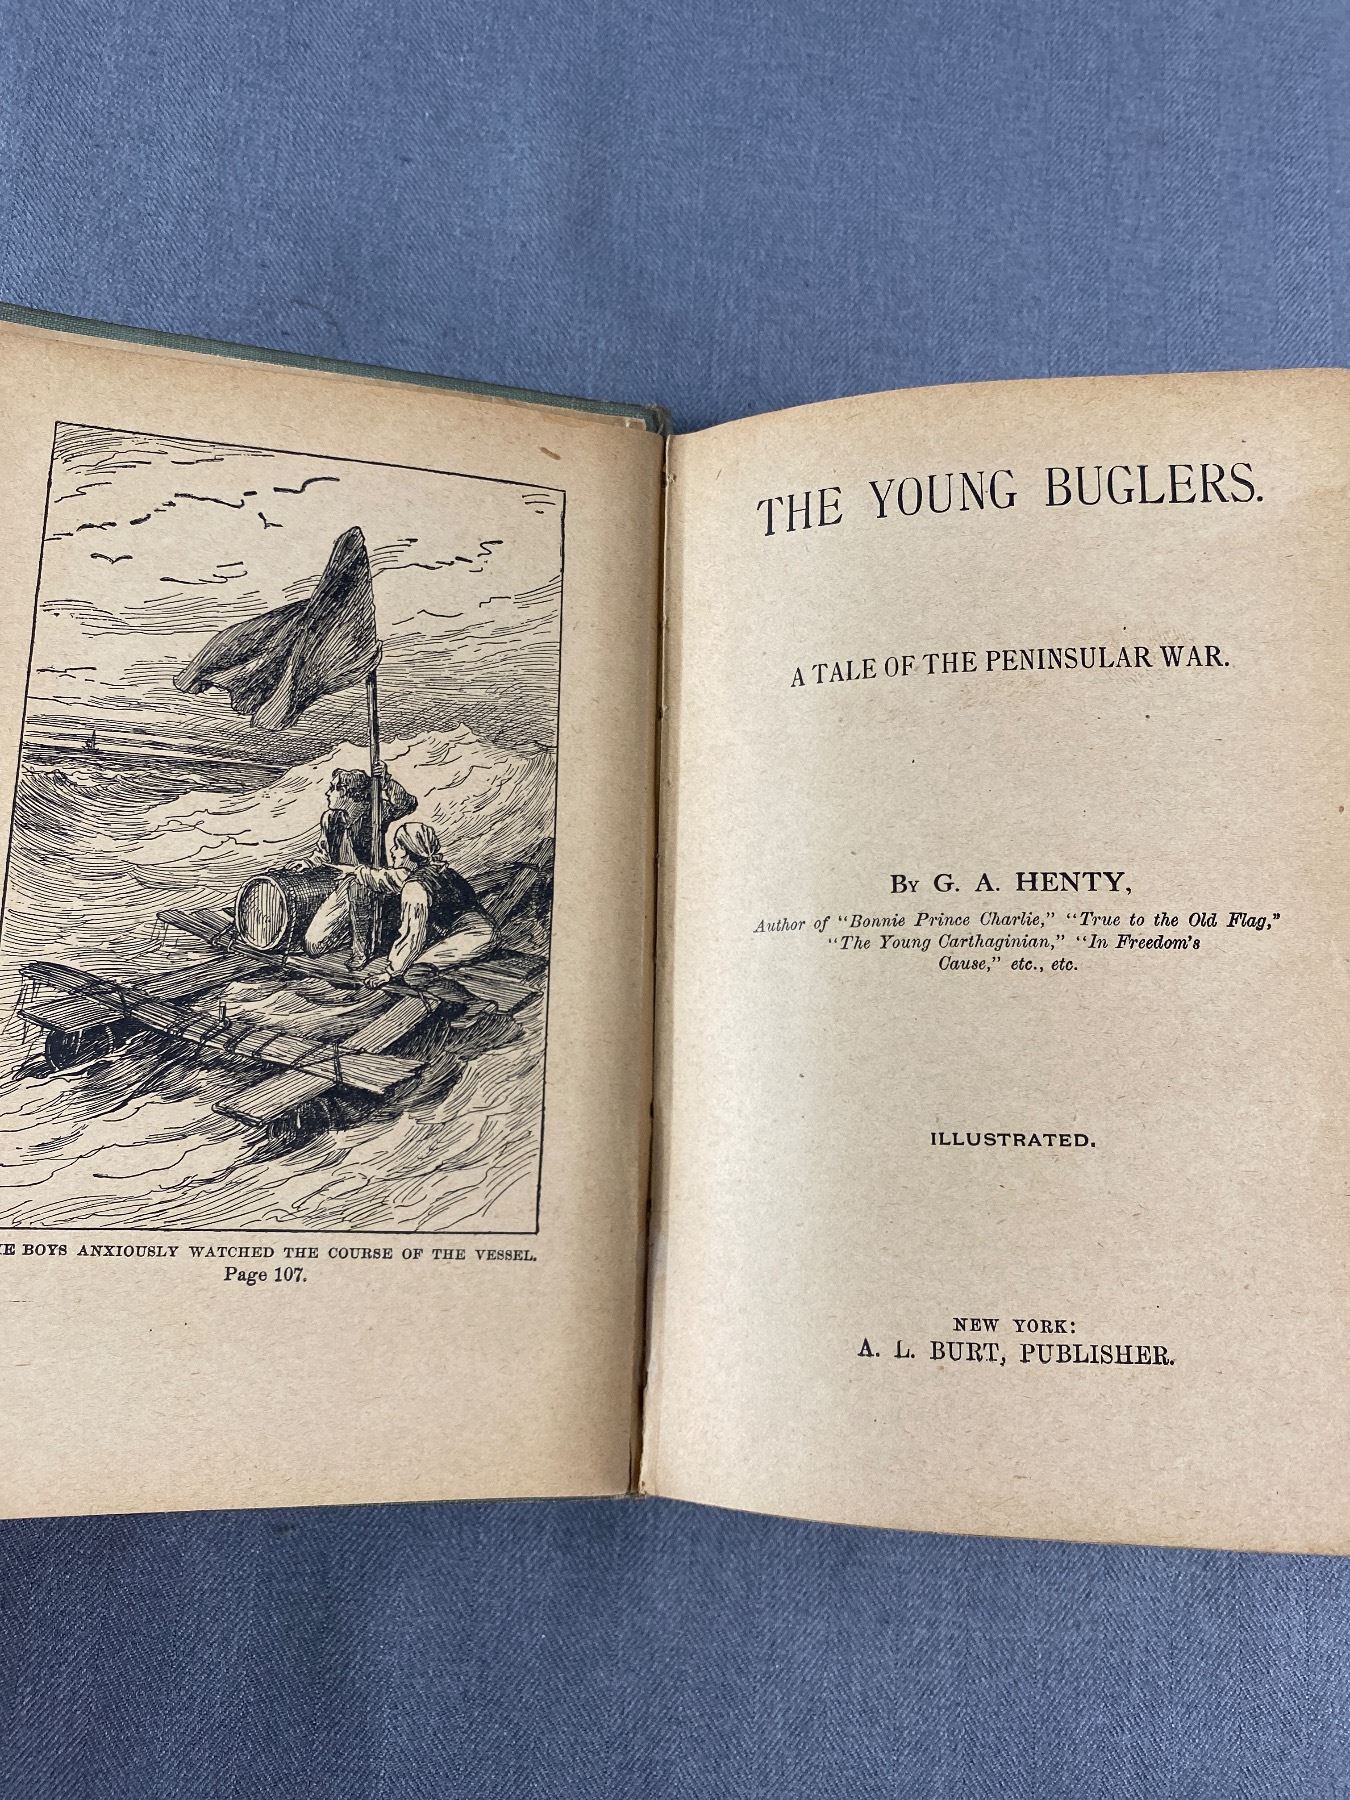 BOYS ANXIOUSLY WATCHED THE COURSE OF THE VESSEL.
Page 107.
THE YOUNG BUGLERS.
A TALE OF THE PENINSULAR WAR.
BY G. A. HENTY,
Author of "Bonnie Prince Charlie," "True to the Old Flag,"
"The Young Carthaginian," "In Freedom's
Cause," etc., etc.
ILLUSTRATED.
NEW YORK:
A. L. BURT, PUBLISHER.